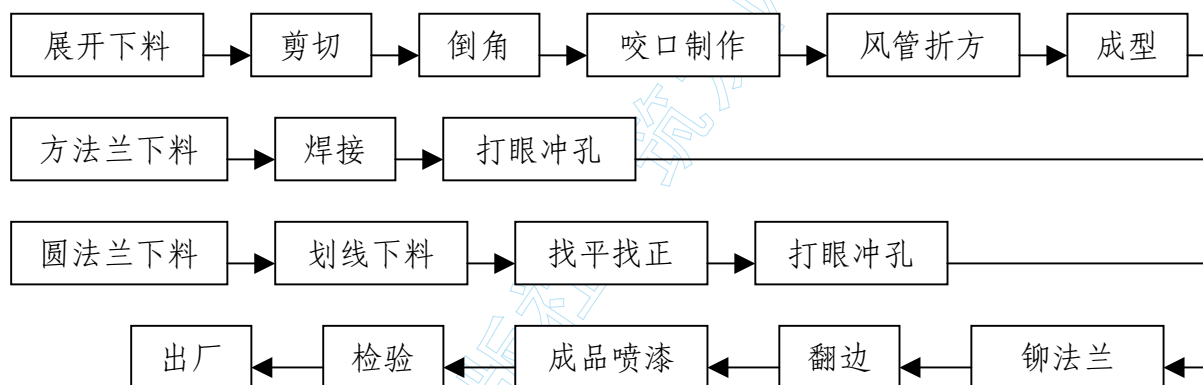 展开下料 剪切 倒角 咬口制作 风管折方 成型
方法兰下料 焊接 打眼冲孔
圆法兰下料 划线下料 找平找正 打眼冲孔
出厂 检验 成品喷漆 翻边 铆法兰